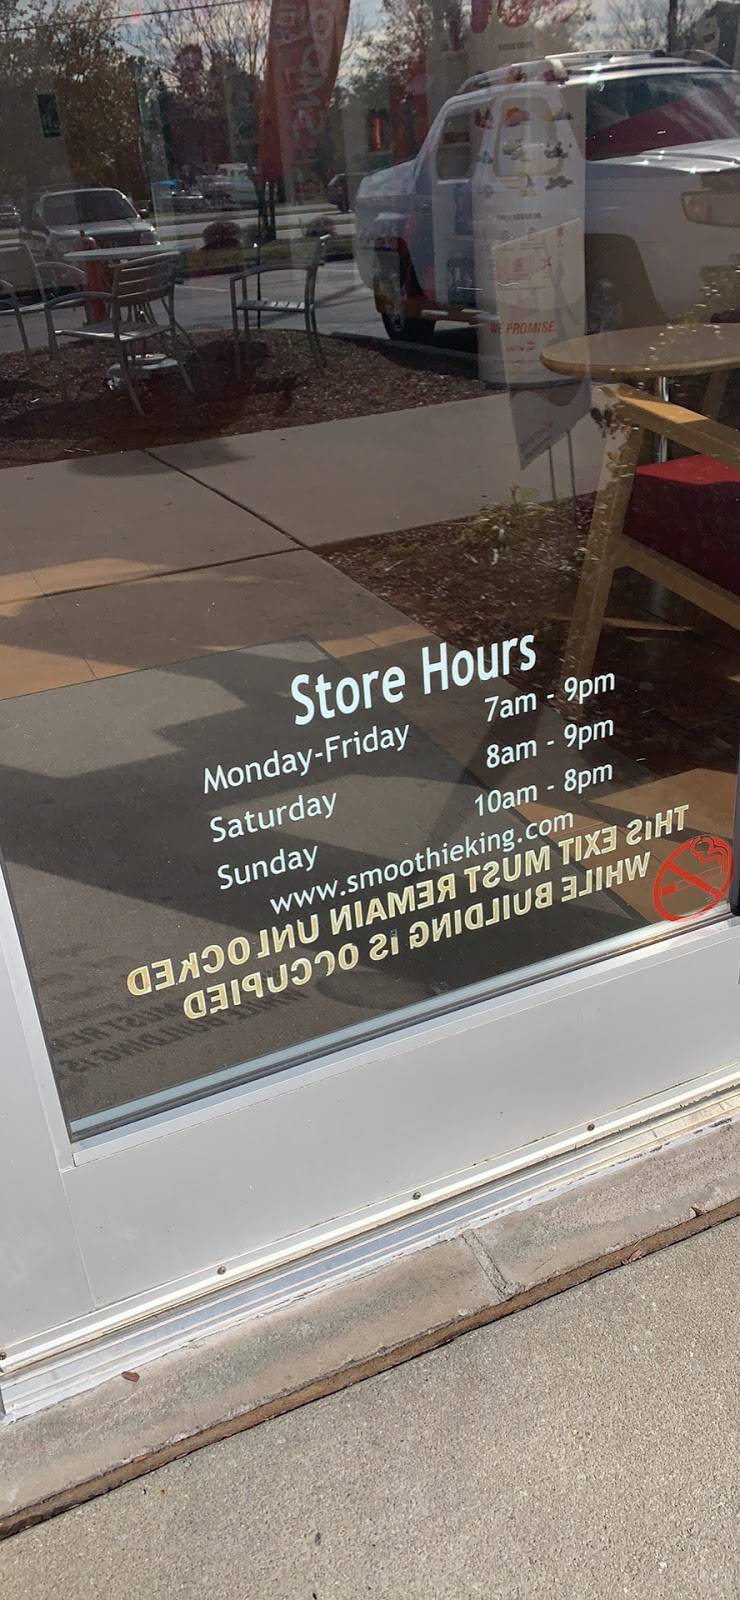 WE PROMISE
Store Hours
Monday-Friday 7am - 9pm
Saturday 8am - 9pm
Sunday 10am - 8pm
www.smoothieking.com
THIS EXIT MUST REMAIN UNLOCKED
WHILE BUILDING IS OCCUPIED